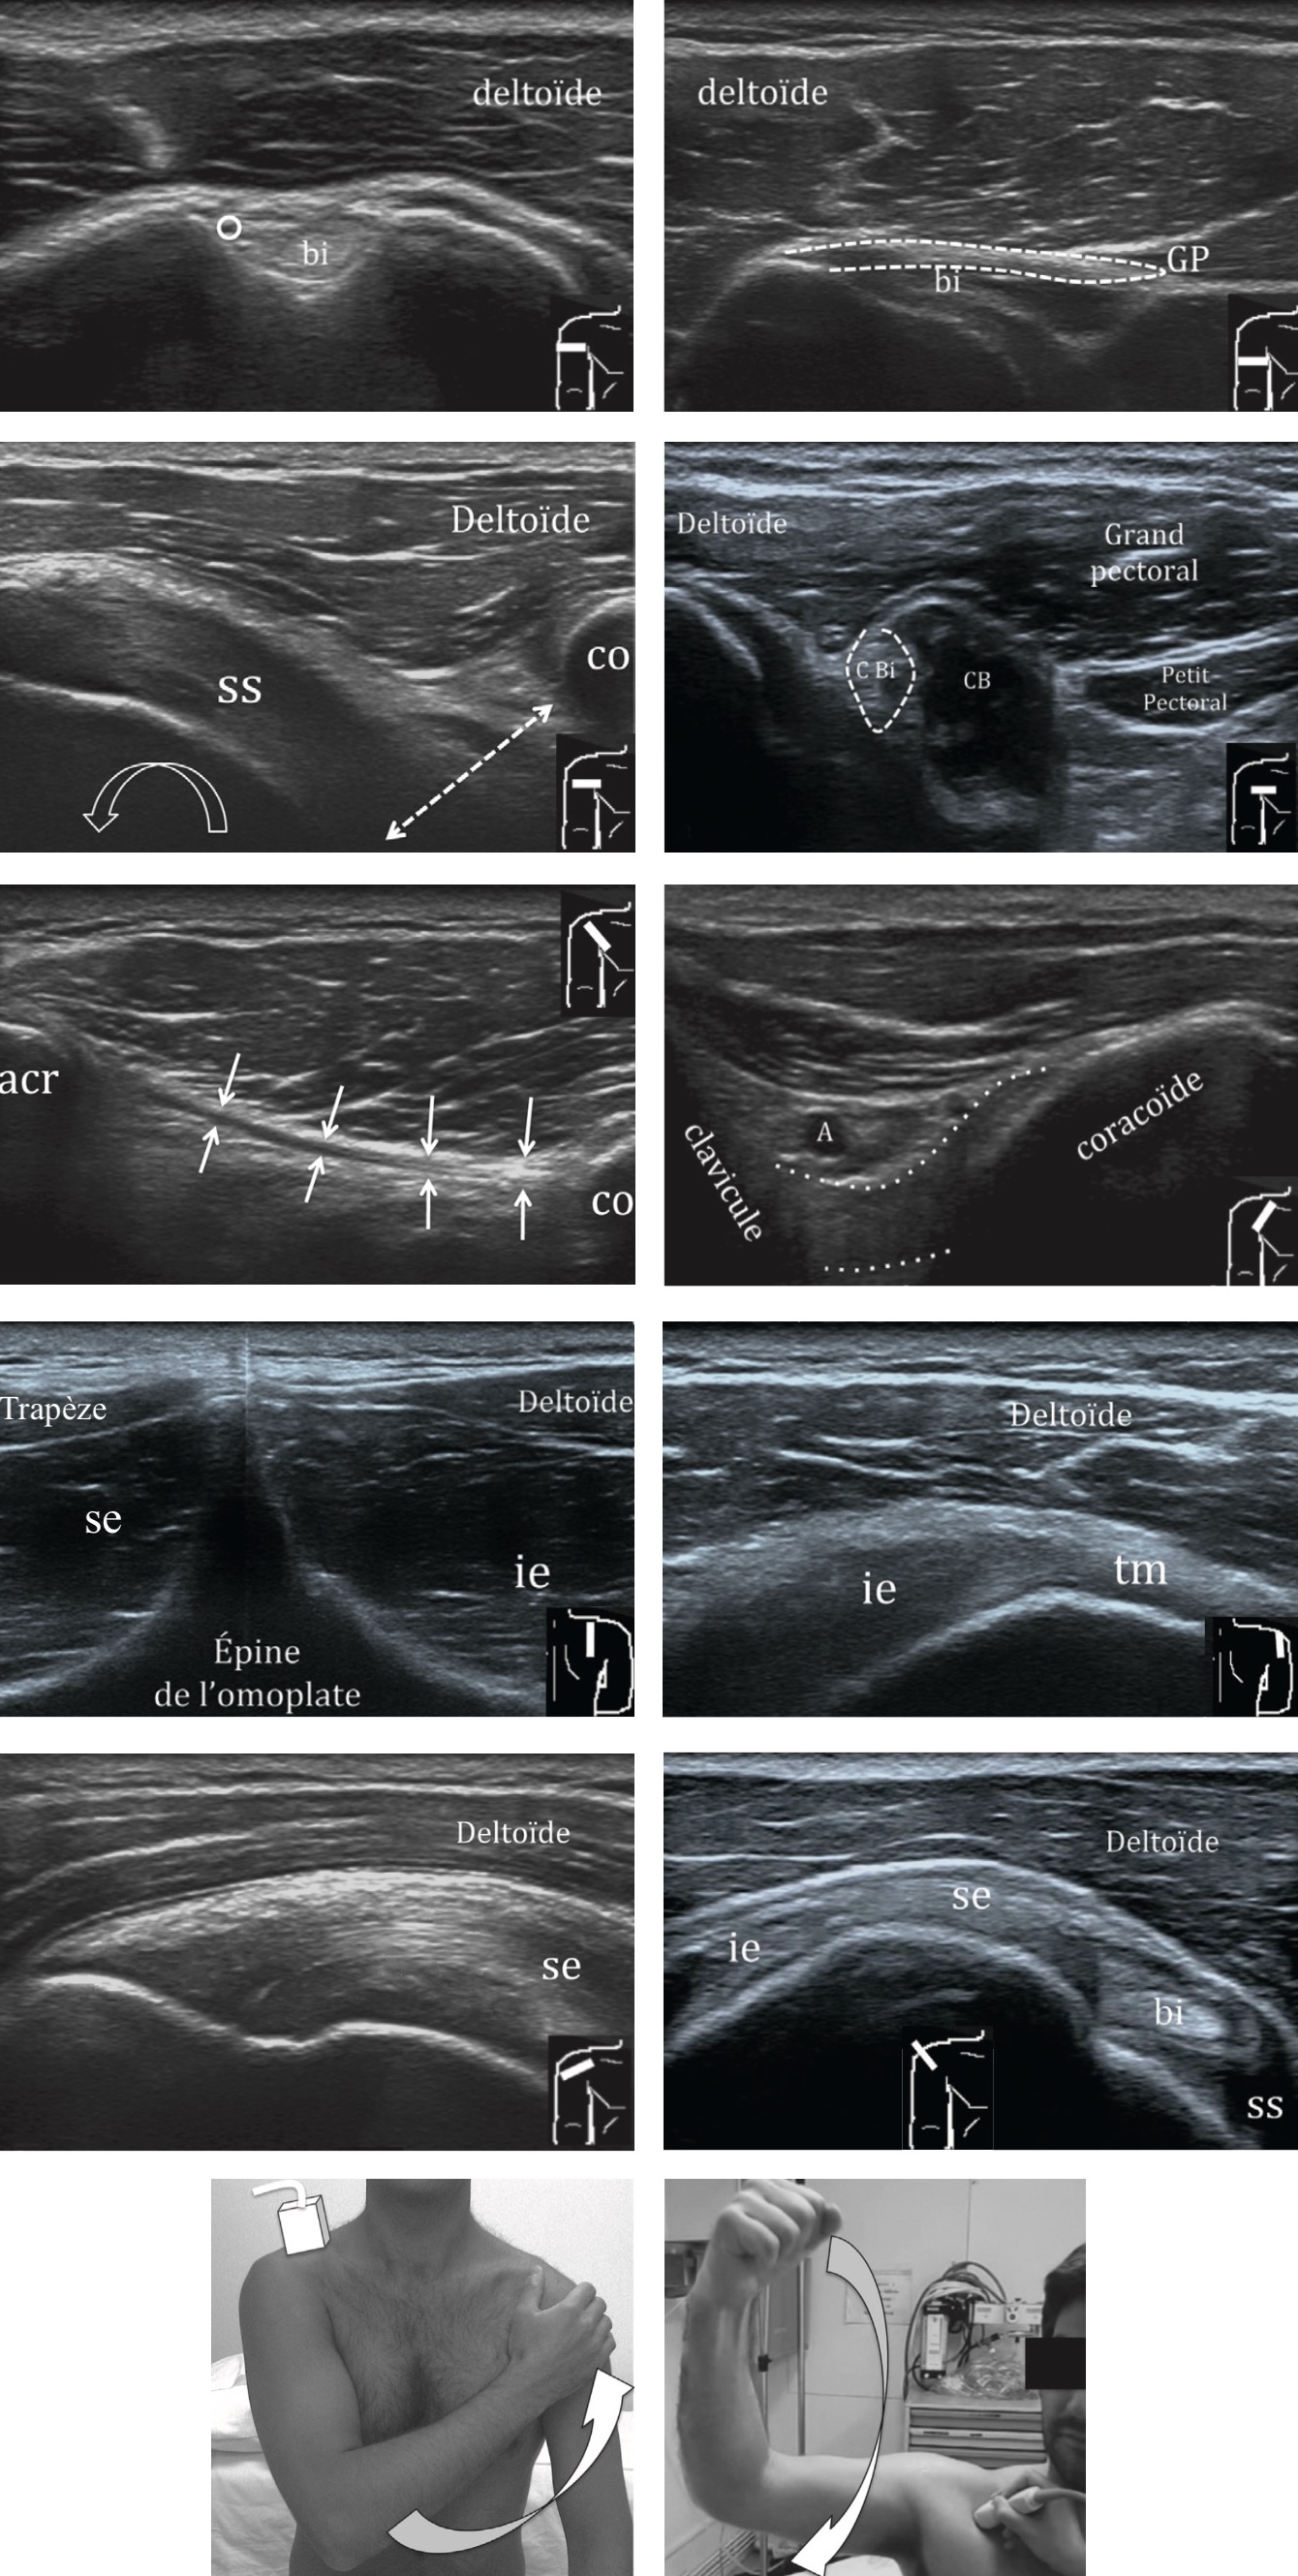 deltoïde
bi
deltoïde
GP
bi
Deltoïde
co
ss
Deltoïde
Grand
pectoral
C Bi
CB
Petit
Pectoral
acr
co
A
clavicule
coracoïde
Trapèze
Deltoïde
se
ie
Épine
de l’omoplate
Deltoïde
ie
tm
Deltoïde
se
Deltoïde
se
ie
bi
ss